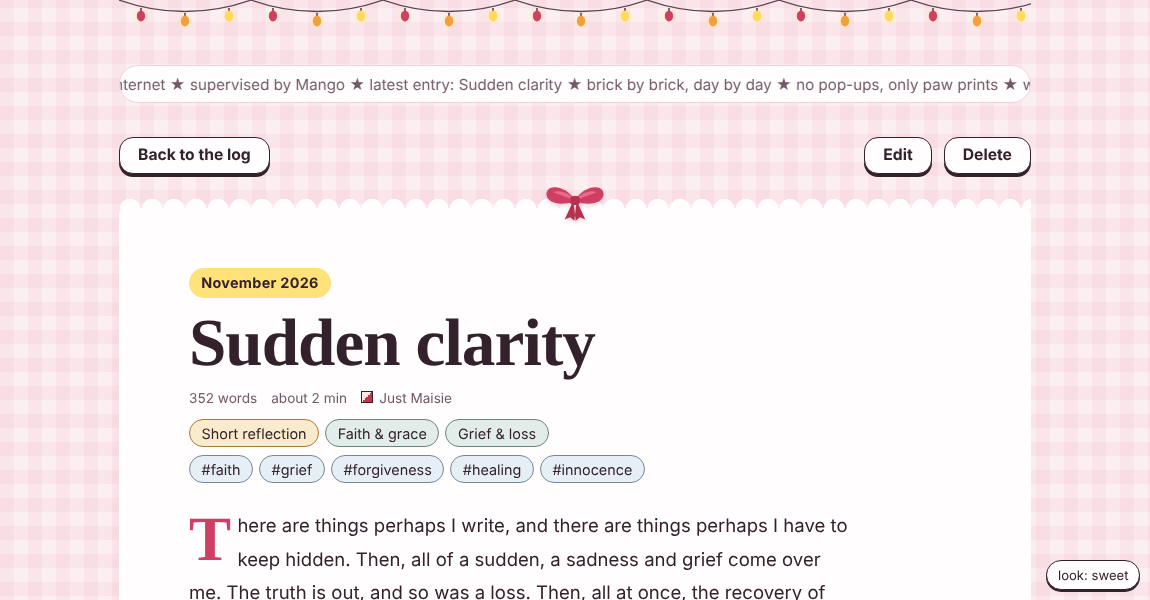 ternet ★ supervised by Mango ★ latest entry: Sudden clarity ★ brick by brick, day by day ★ no pop-ups, only paw prints ★
Back to the log
Edit
Delete
November 2026
Sudden clarity
352 words about 2 min Just Maisie
Short reflection Faith & grace Grief & loss
#faith #grief #forgiveness #healing #innocence
There are things perhaps I write, and there are things perhaps I have to
keep hidden. Then, all of a sudden, a sadness and grief come over
me. The truth is out, and so was a loss. Then, all at once, the recovery of
look: sweet